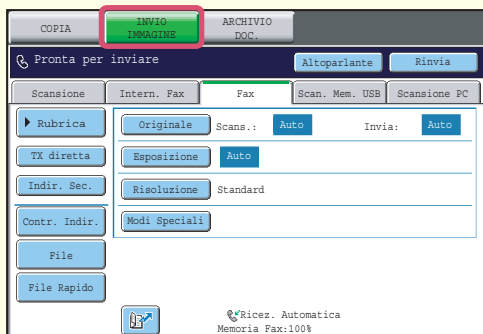 COPIA
INVIO
IMMAGINE
ARCHIVIO
DOC.
Pronta per inviare
Altoparlante
Rinvia
Scansione
Intern. Fax
Fax
Scan. Mem. USB
Scansione PC
Rubrica
Originale
Scans.:
Auto
Invia:
Auto
TX diretta
Esposizione
Auto
Indir. Sec.
Risoluzione
Standard
Contr. Indir.
Modi Speciali
File
File Rapido
Ricez. Automatica
Memoria Fax:100%